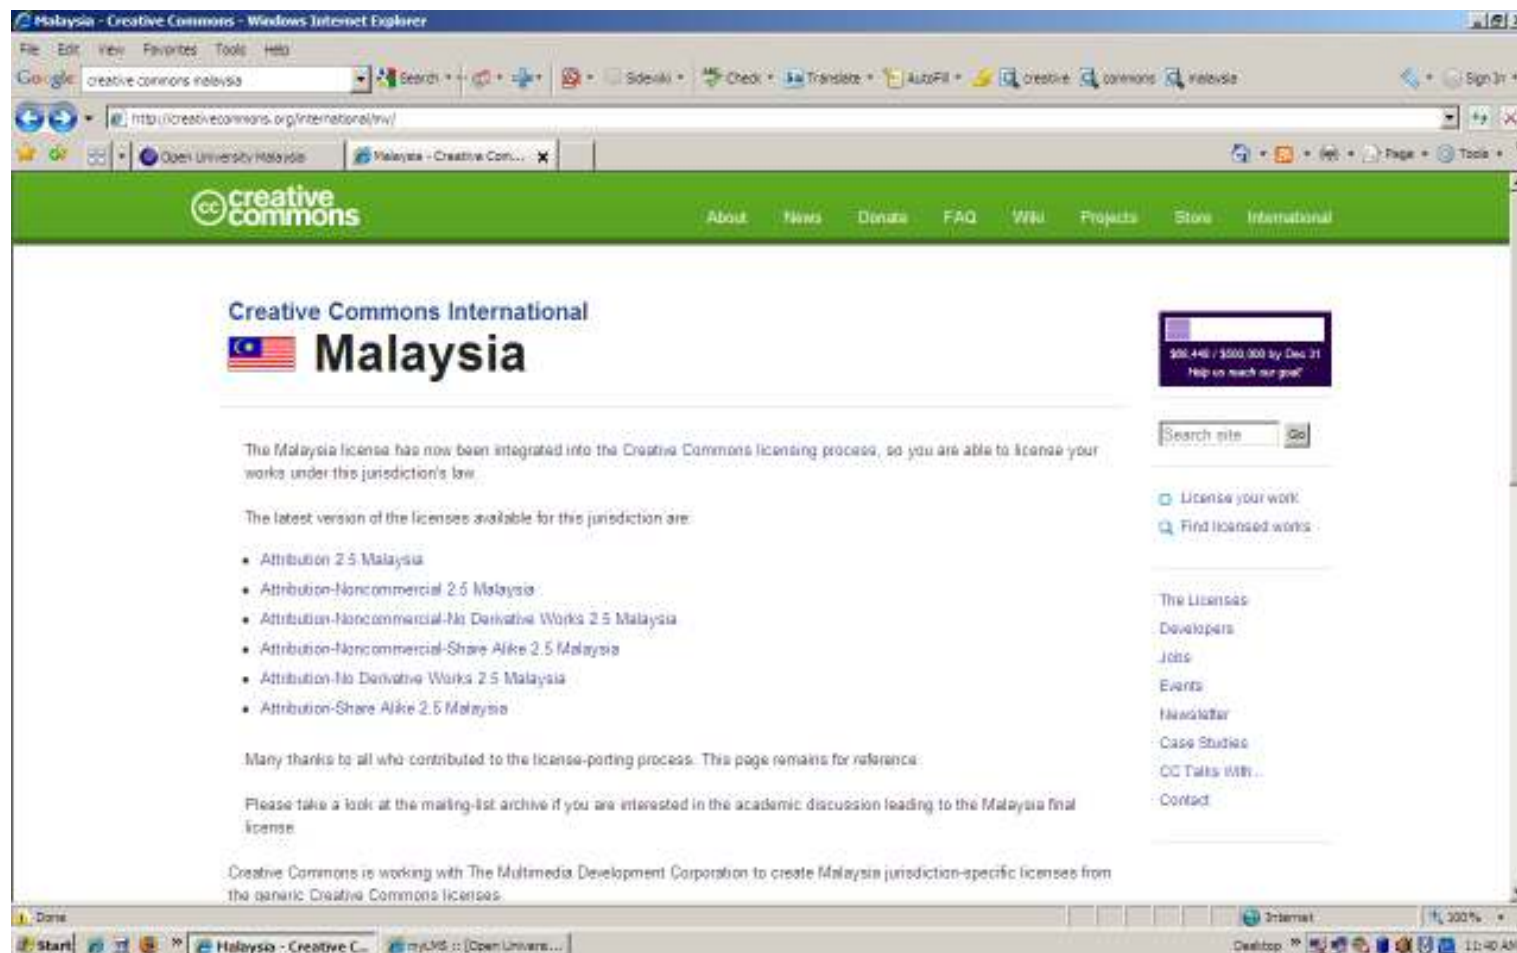 Malaysia - Creative Commons - Windows Internet Explorer
File Edit View Favorites Tools Help
Google creative commons malaysia Search Sidewiki Check Translate AutoFill creative commons malaysia Sign In
http://creativecommons.org/international/my/
Open University Malaysia Malaysia - Creative Com... Page Tools
cc creative commons
About News Donate FAQ Wiki Projects Store International
Creative Commons International
Malaysia
The Malaysia license has now been integrated into the Creative Commons licensing process, so you are able to license your
works under this jurisdiction's law.
The latest version of the licenses available for this jurisdiction are:
Attribution 2.5 Malaysia
Attribution-Noncommercial 2.5 Malaysia
Attribution-Noncommercial-No Derivative Works 2.5 Malaysia
Attribution-Noncommercial-Share Alike 2.5 Malaysia
Attribution-No Derivative Works 2.5 Malaysia
Attribution-Share Alike 2.5 Malaysia
Many thanks to all who contributed to the license-porting process. This page remains for reference.
Please take a look at the mailing-list archive if you are interested in the academic discussion leading to the Malaysia final
license.
Creative Commons is working with The Multimedia Development Corporation to create Malaysia jurisdiction-specific licenses from
the generic Creative Commons licenses.
/ $500,000 by Dec 31
Help us reach our goal!
Search site Go
License your work
Find licensed works
The Licenses
Developers
Jobs
Events
Newsletter
Case Studies
CC Talks With...
Contact
Done Internet 100%
Start Malaysia - Creative C... myLMS :: [Open Univers... Desktop 11:40 AM